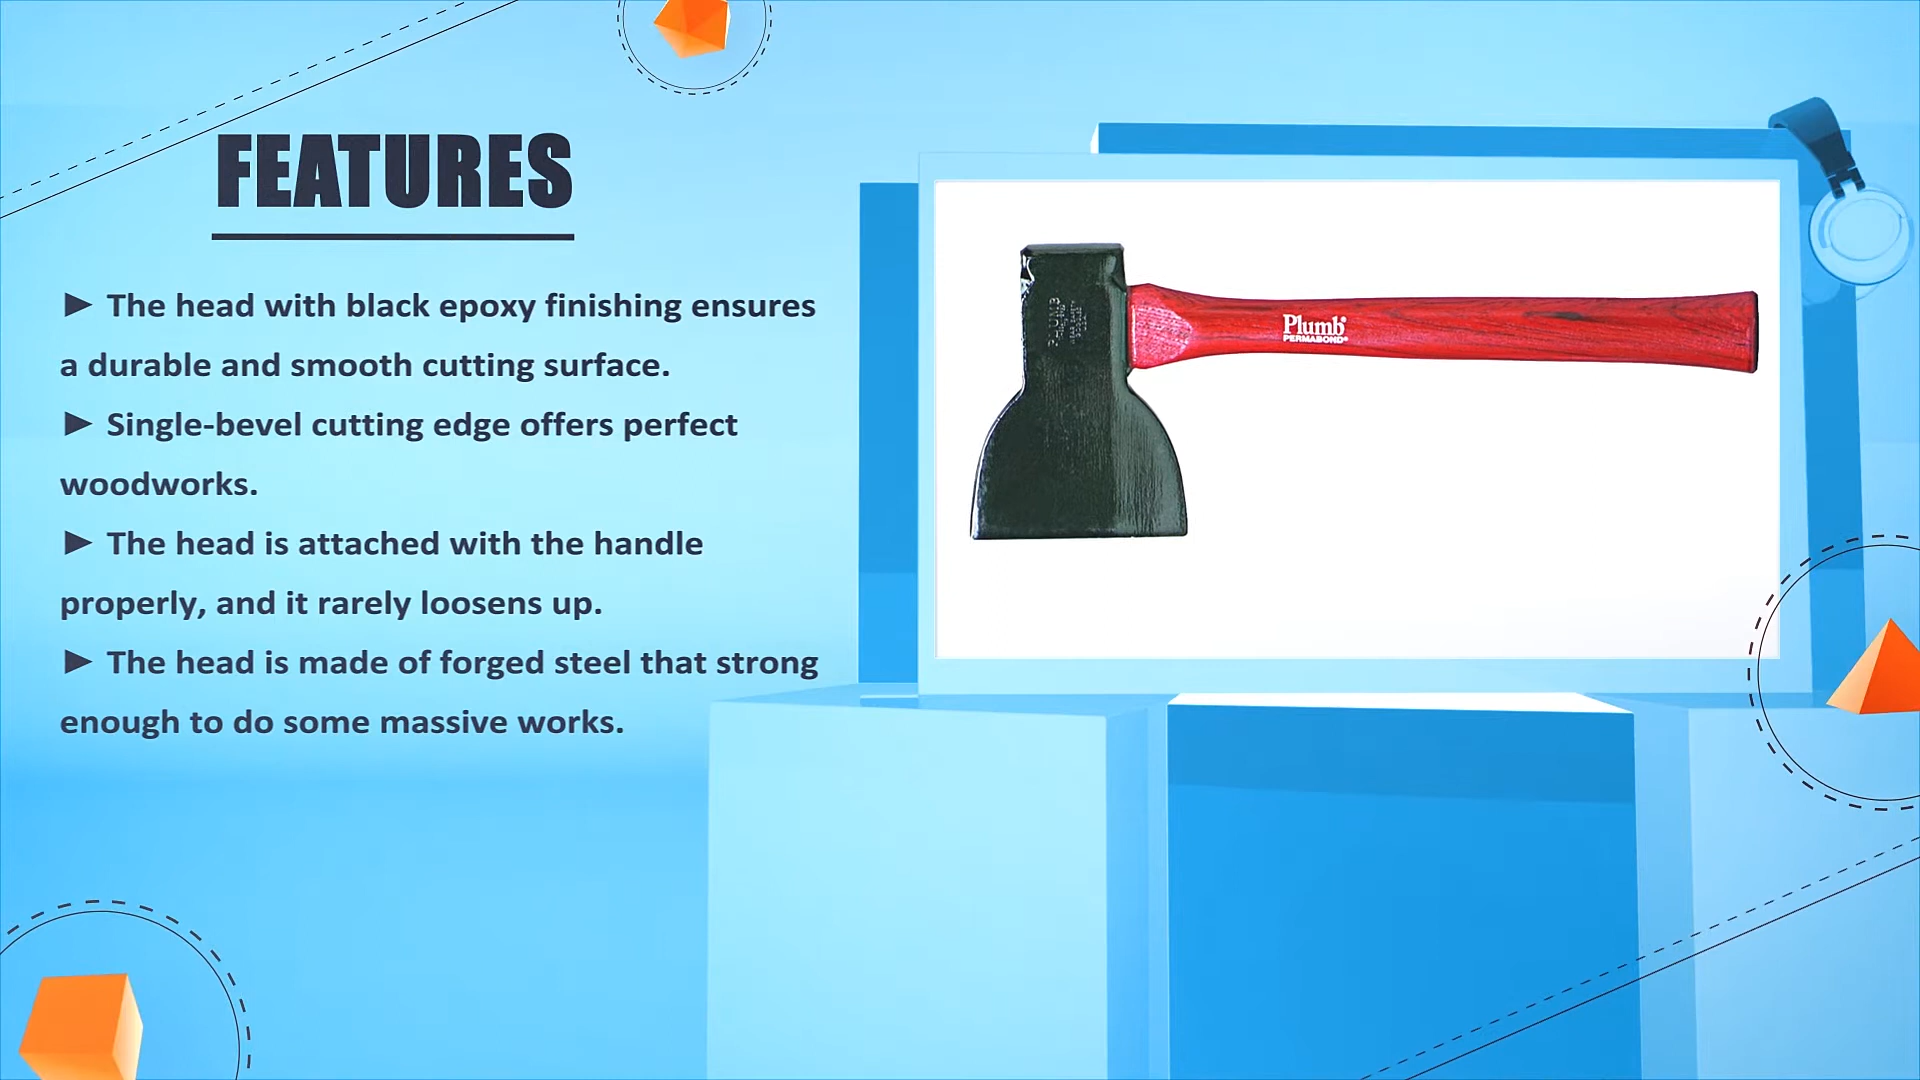 FEATURES
► The head with black epoxy finishing ensures
a durable and smooth cutting surface.
► Single-bevel cutting edge offers perfect
woodworks.
► The head is attached with the handle
properly, and it rarely loosens up.
► The head is made of forged steel that strong
enough to do some massive works.
PLUMB
Plumb®
PERMABOND®